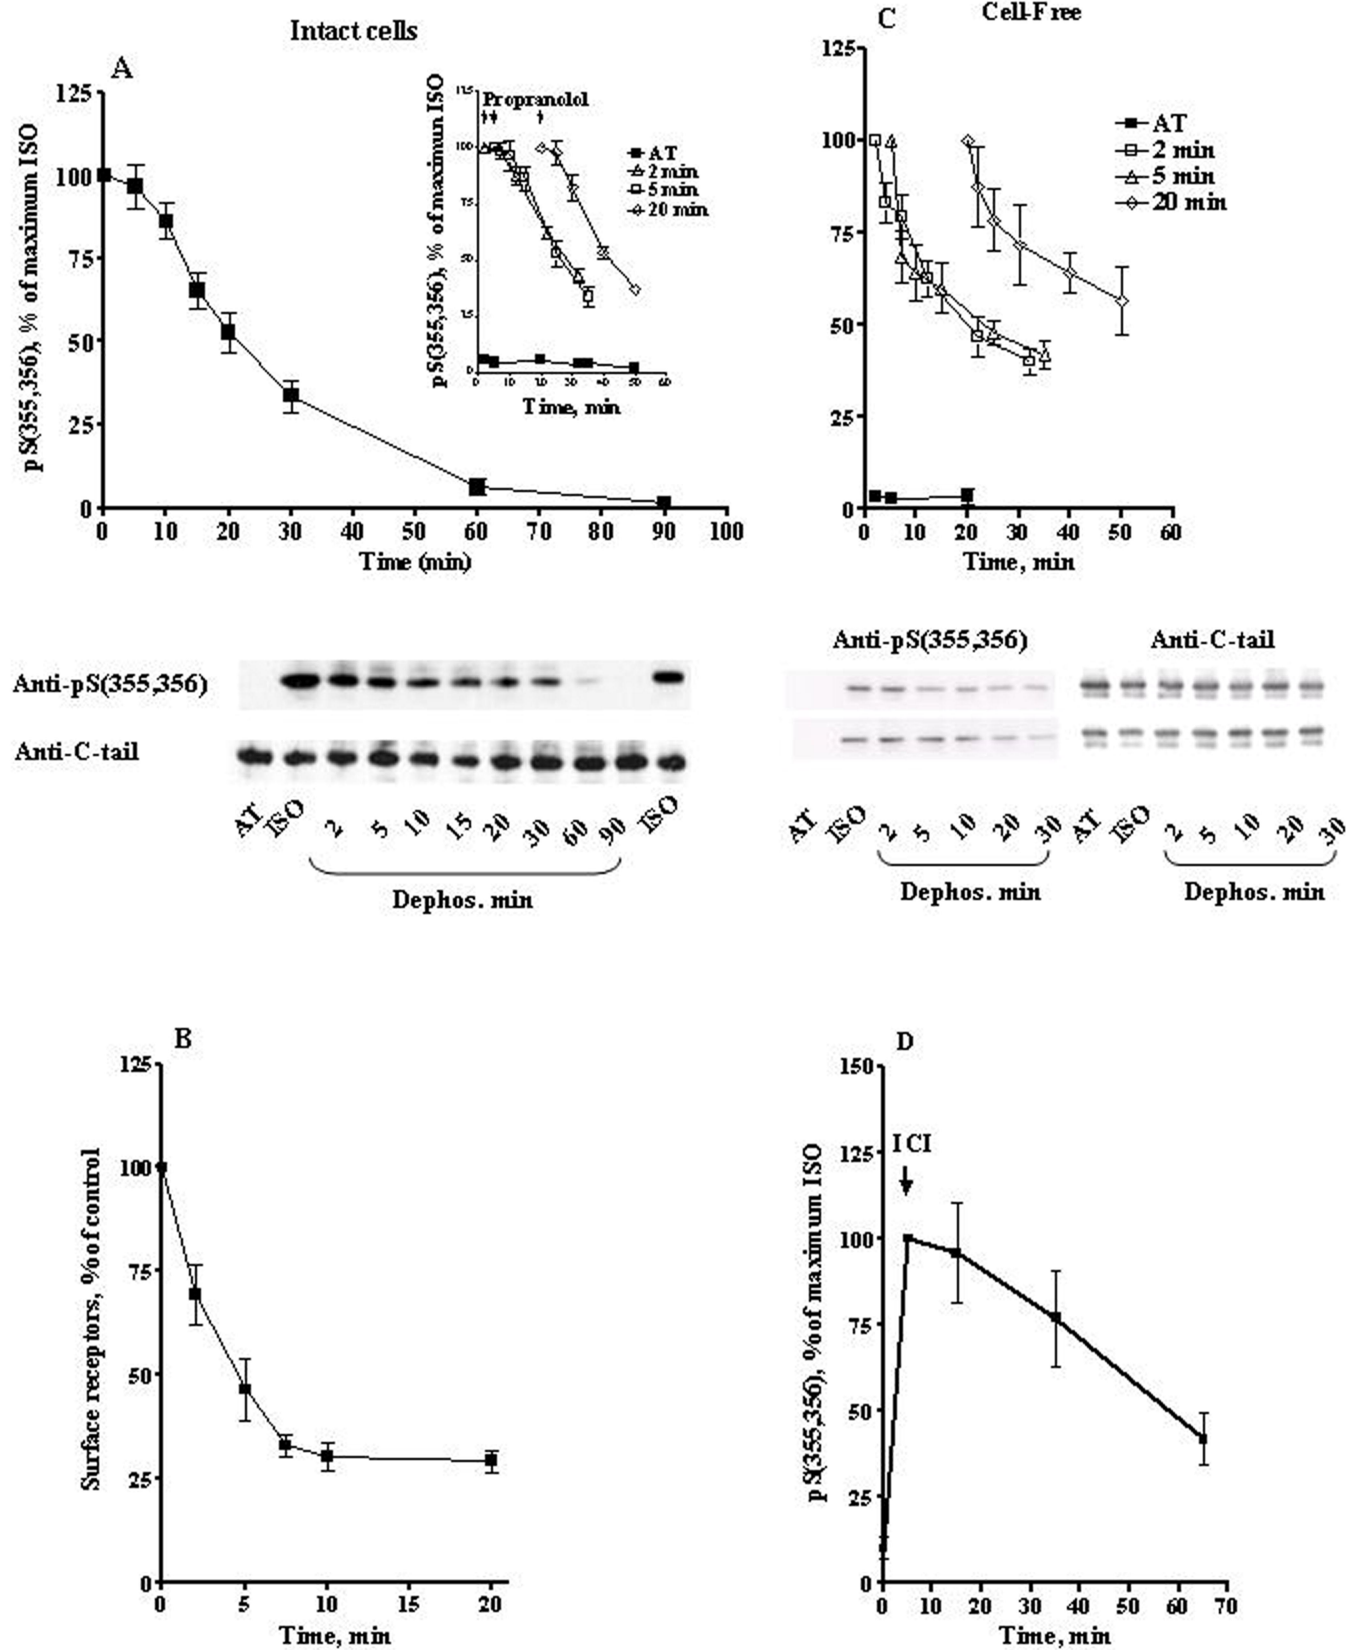 Intact cells
A
pS(355,356), % of maximum ISO
125
100
75
50
25
0
0 10 20 30 40 50 60 70 80 90 100
Time (min)
pS(355,356), % of maximun ISO
Propranolol
100
75
0
AT
2 min
5 min
20 min
Time, min
Cell-Free
C
125
100
75
50
25
0
AT
2 min
5 min
20 min
0 10 20 30 40 50 60
Time, min
Anti-pS(355,356)
Anti-C-tail
AT ISO 2 5 10 15 20 30 60 90 ISO
Dephos. min
Anti-pS(355,356) Anti-C-tail
AT ISO 2 5 10 20 30 AT ISO 2 5 10 20 30
Dephos. min Dephos. min
B
Surface receptors, % of control
125
100
75
50
25
0
0 5 10 15 20
Time, min
D
pS(355,356), % of maximum ISO
150
125
100
75
50
25
0
ICI
0 10 20 30 40 50 60 70
Time, min